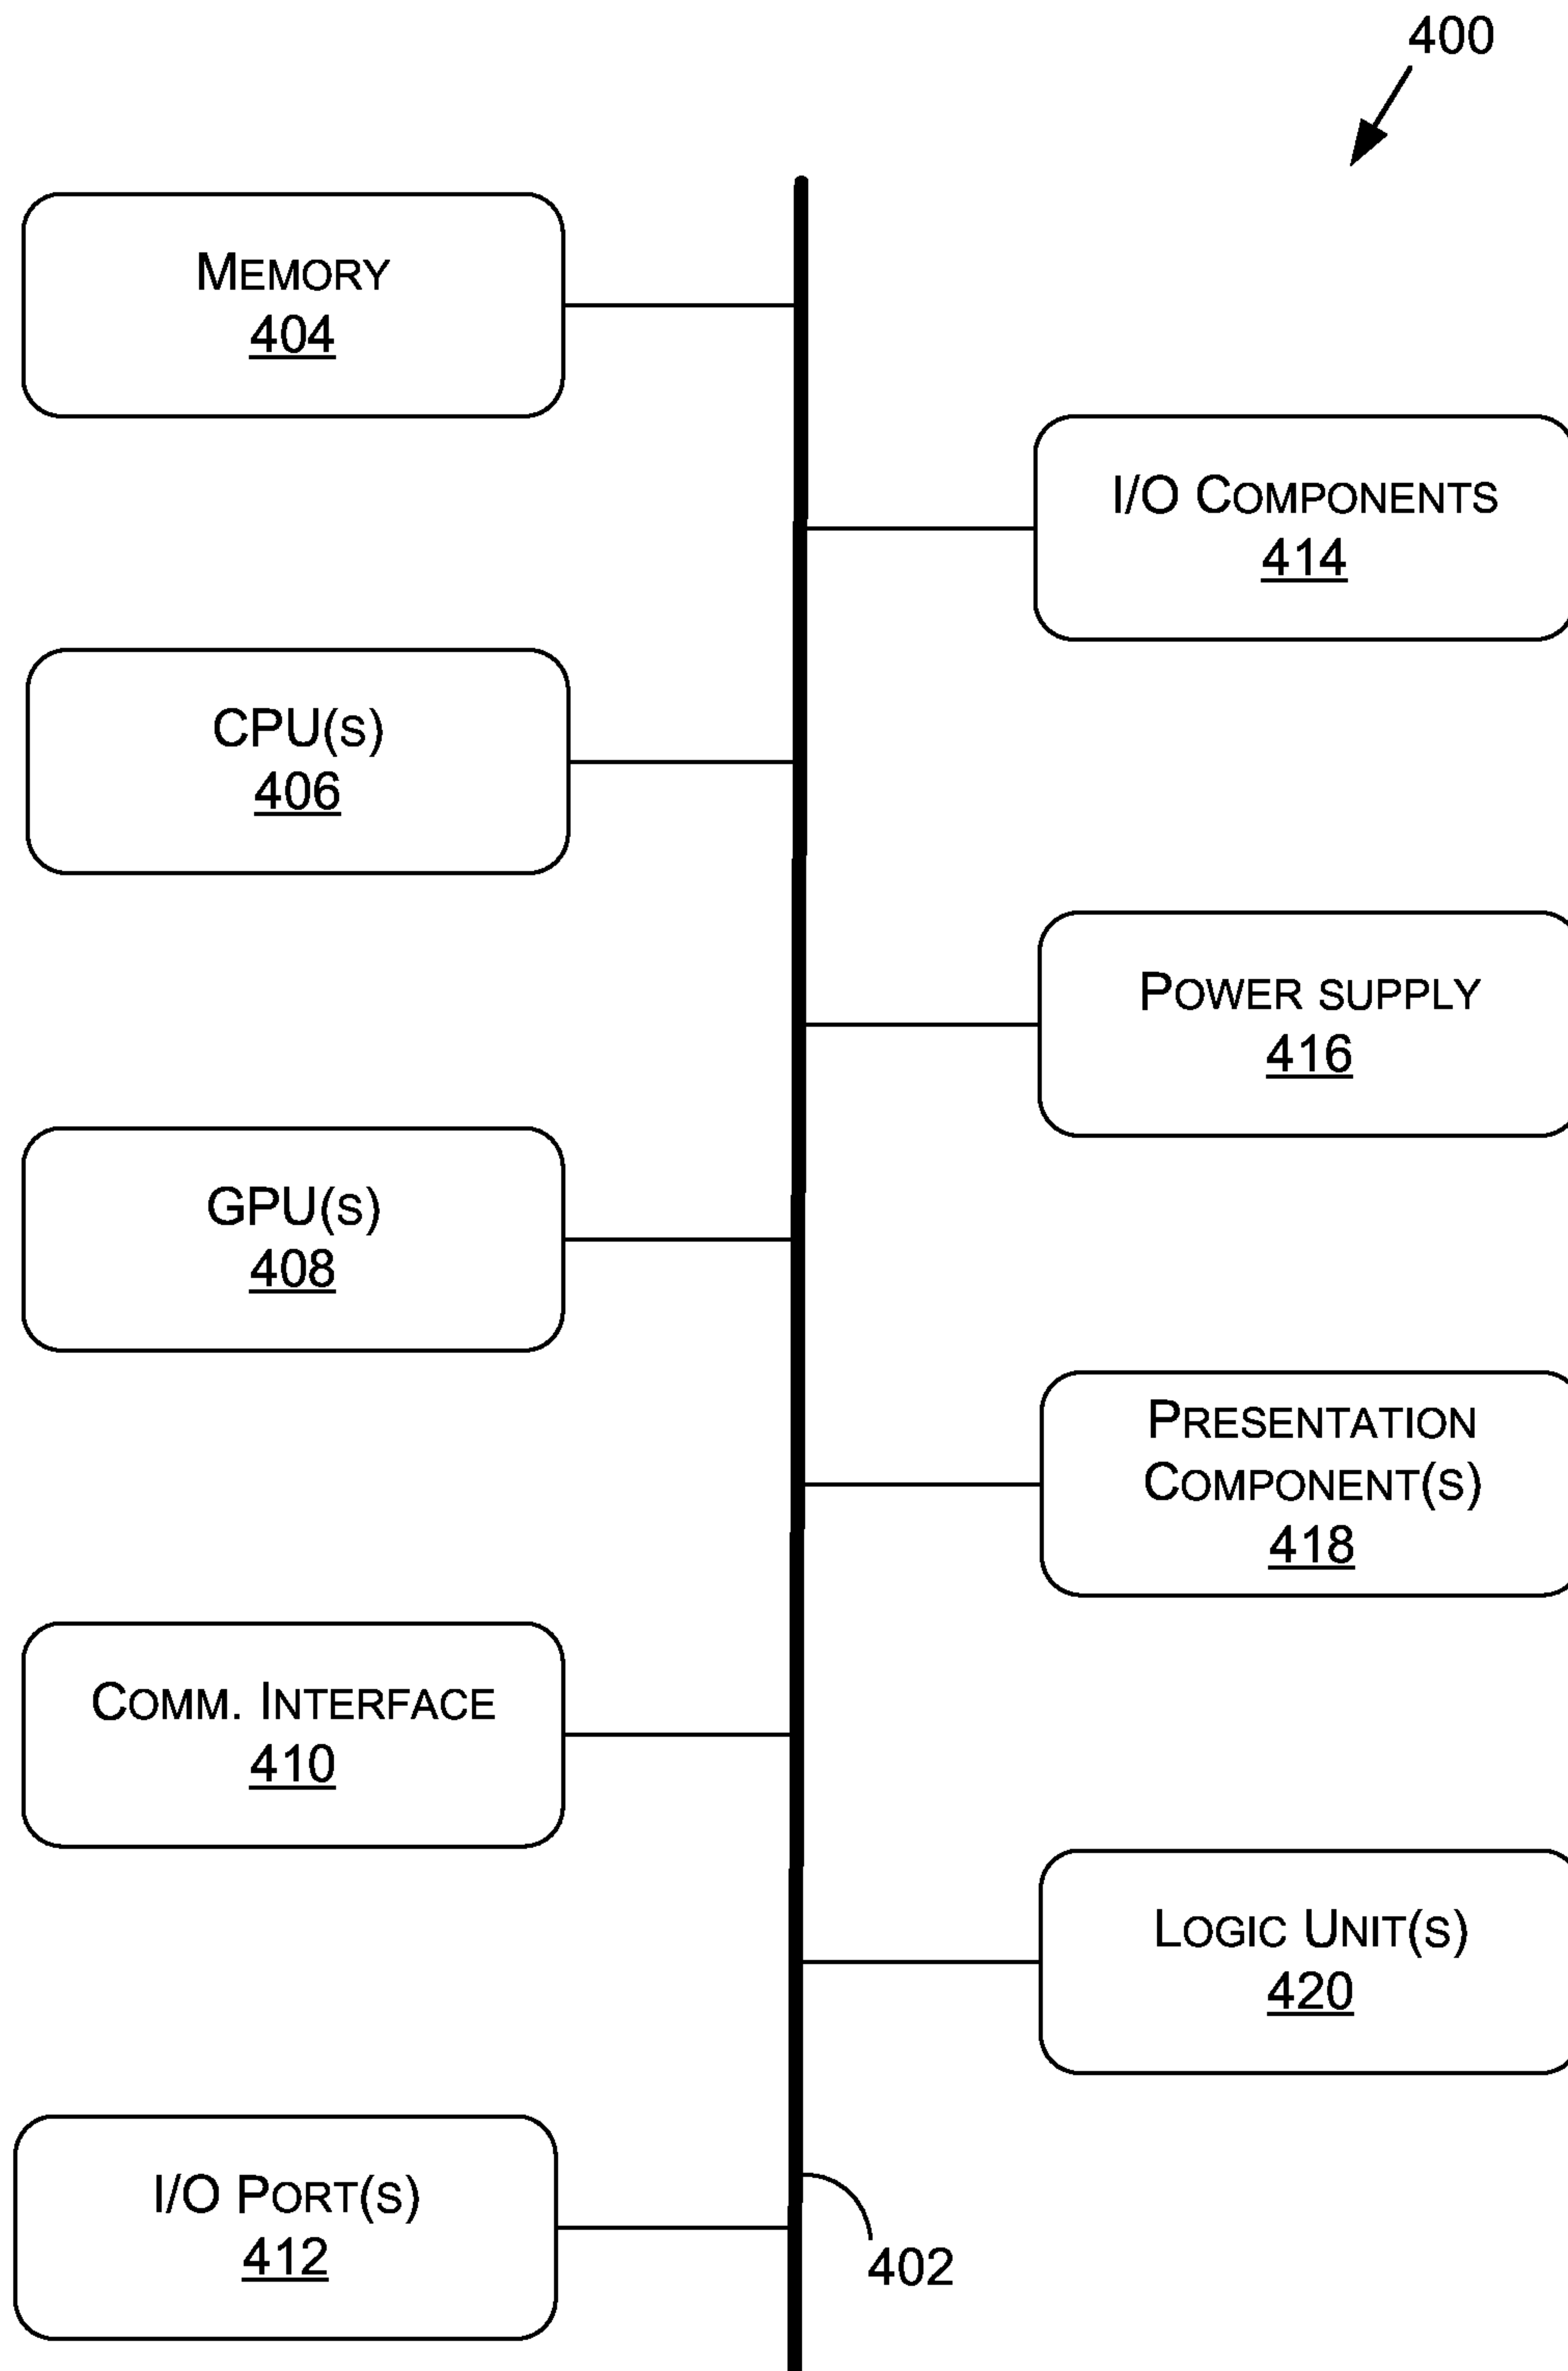 400
MEMORY
404
I/O COMPONENTS
414
CPU(S)
406
POWER SUPPLY
416
GPU(S)
408
PRESENTATION
COMPONENT(S)
418
COMM. INTERFACE
410
LOGIC UNIT(S)
420
I/O PORT(S)
412
402